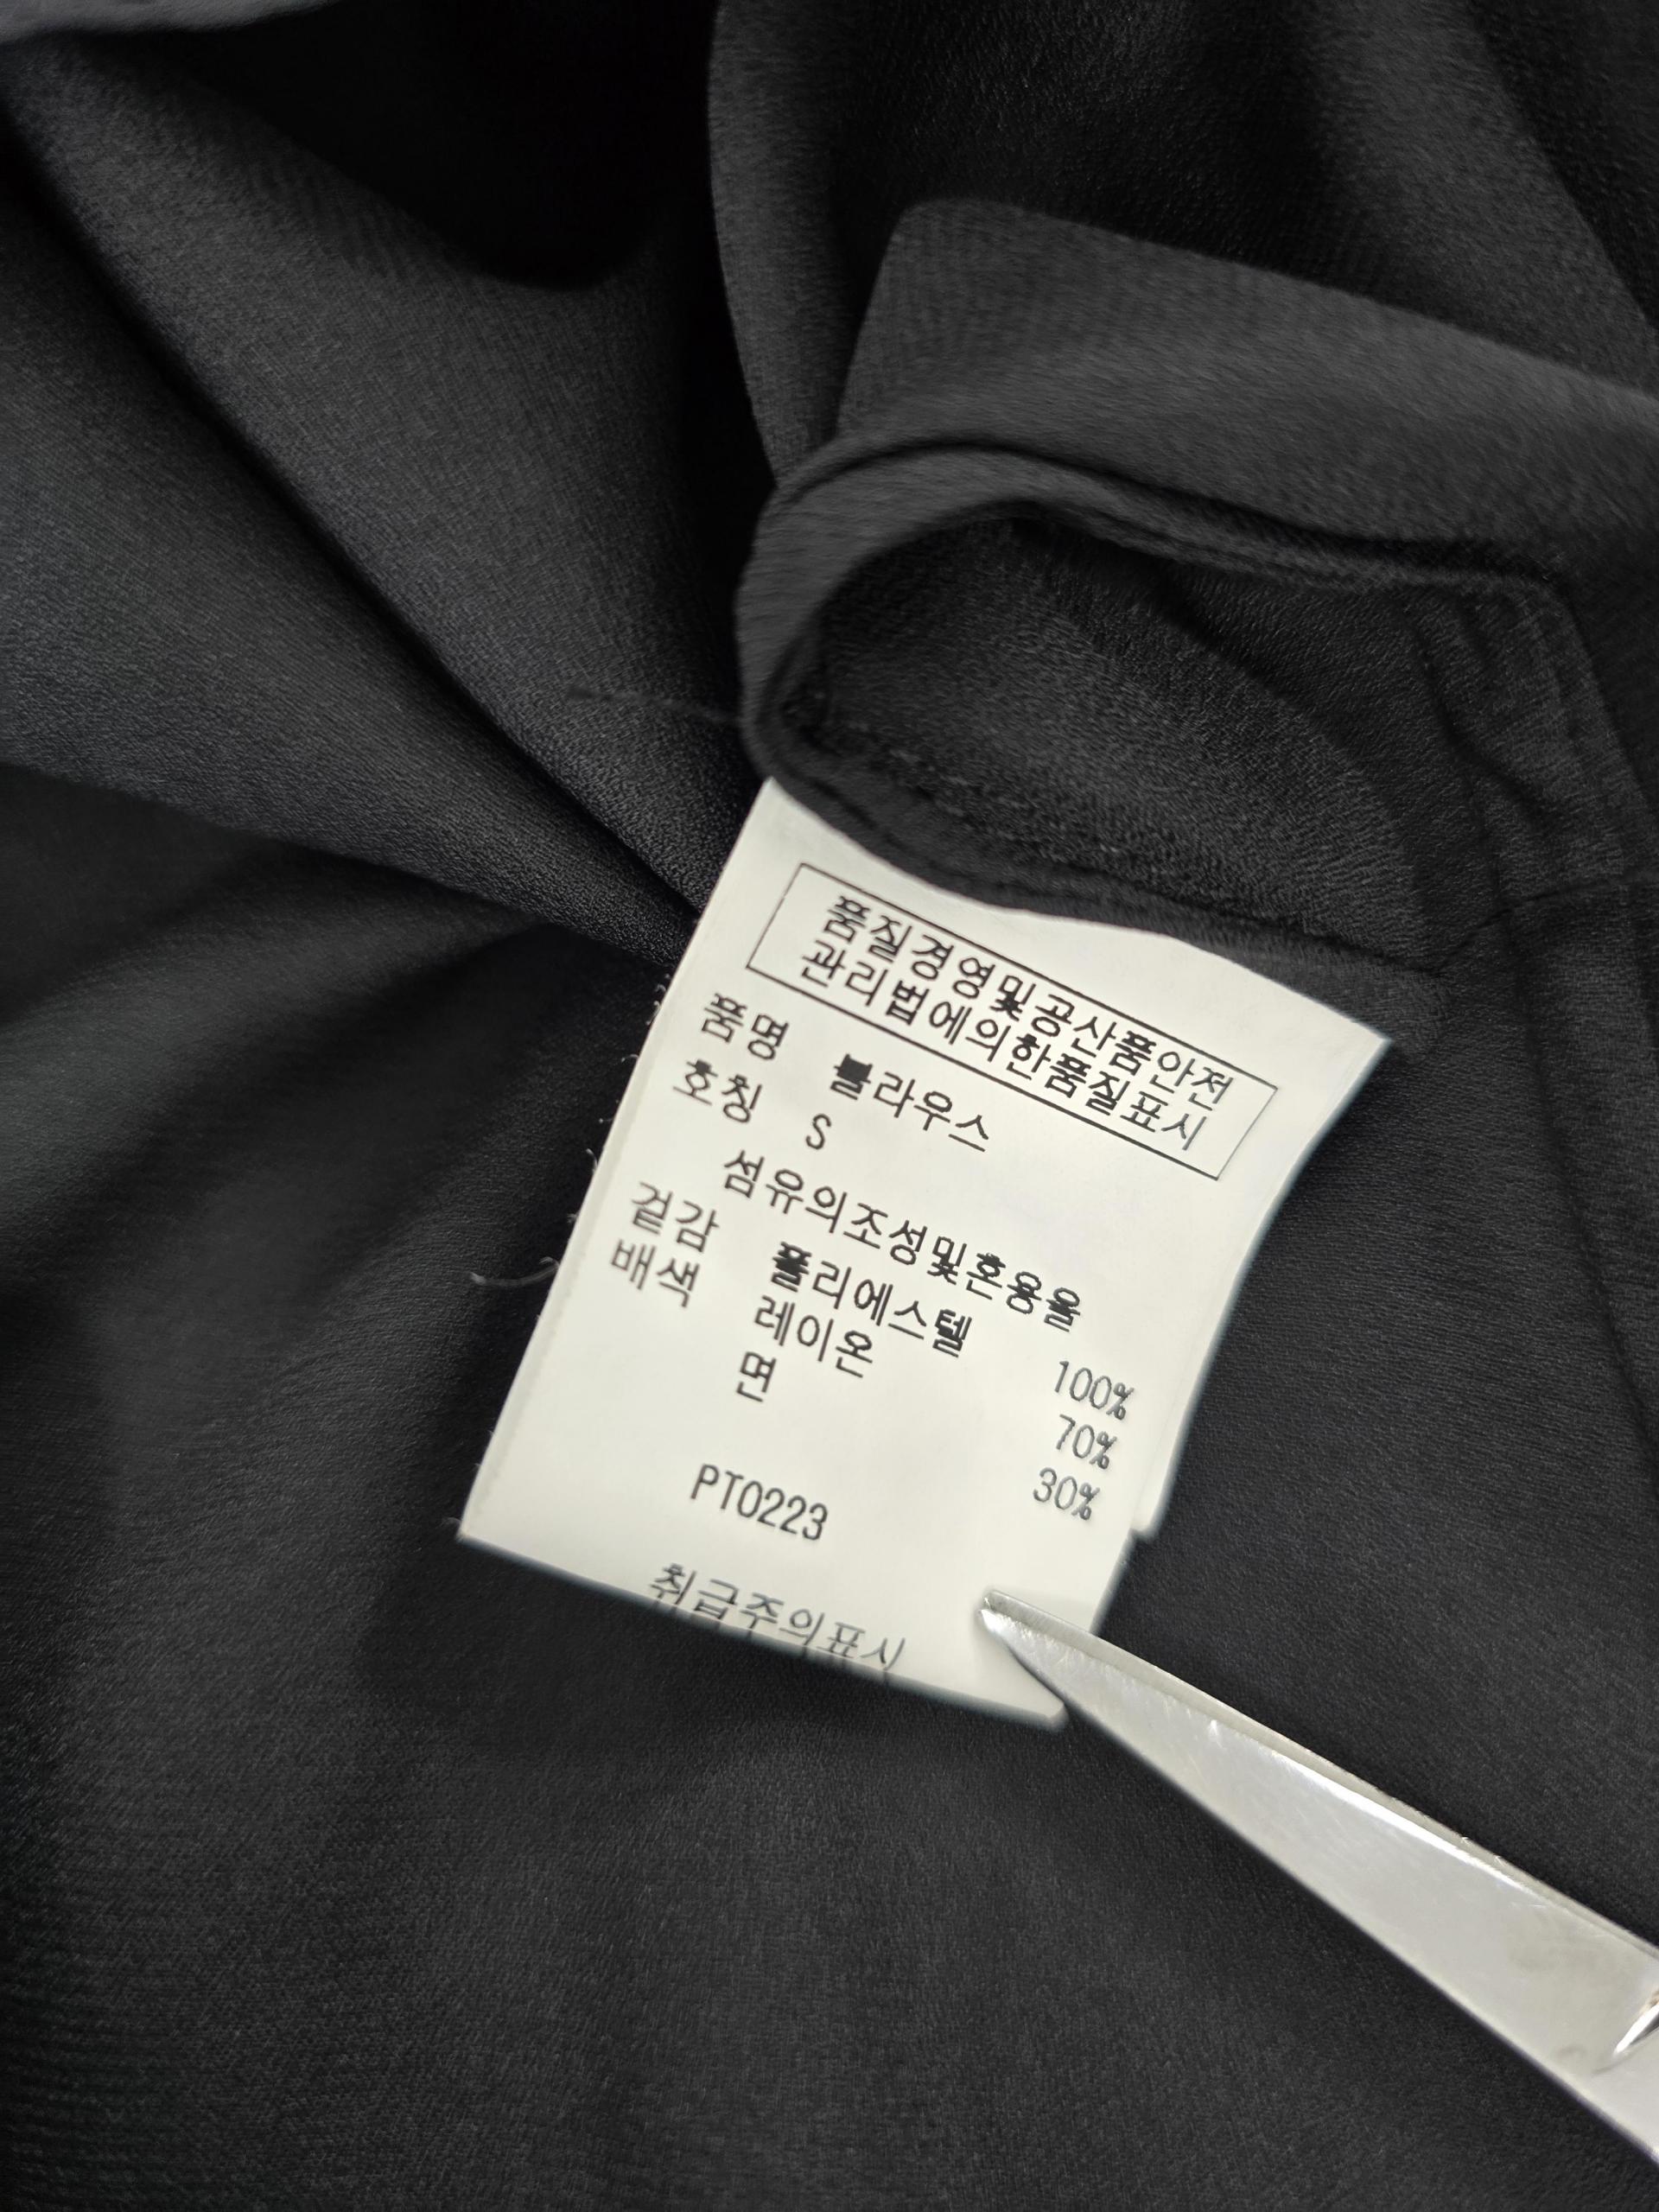 품질경영및공산품안전
관리법에의한품질표시
품명 블라우스
호칭 S
섬유의조성및혼용율
겉감 폴리에스텔 100%
배색 레이온 70%
면 30%
PT0223
취급주의표시